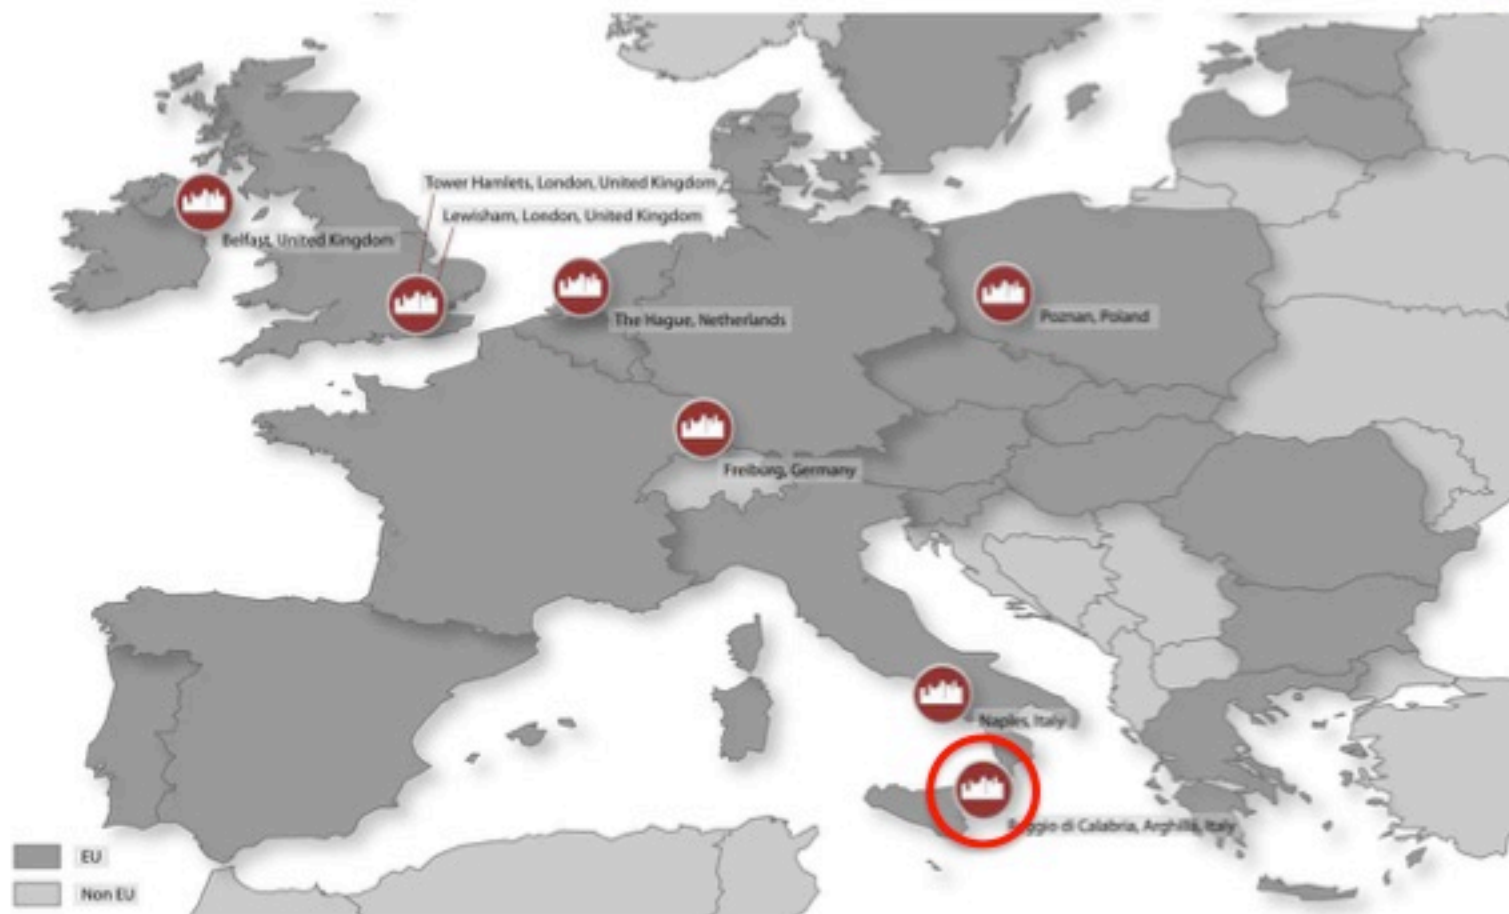 Tower Hamlets, London, United Kingdom
Lewisham, London, United Kingdom
Belfast, United Kingdom
The Hague, Netherlands
Poznan, Poland
Freiburg, Germany
Naples, Italy
Reggio di Calabria, Arghillà, Italy
EU
Non EU